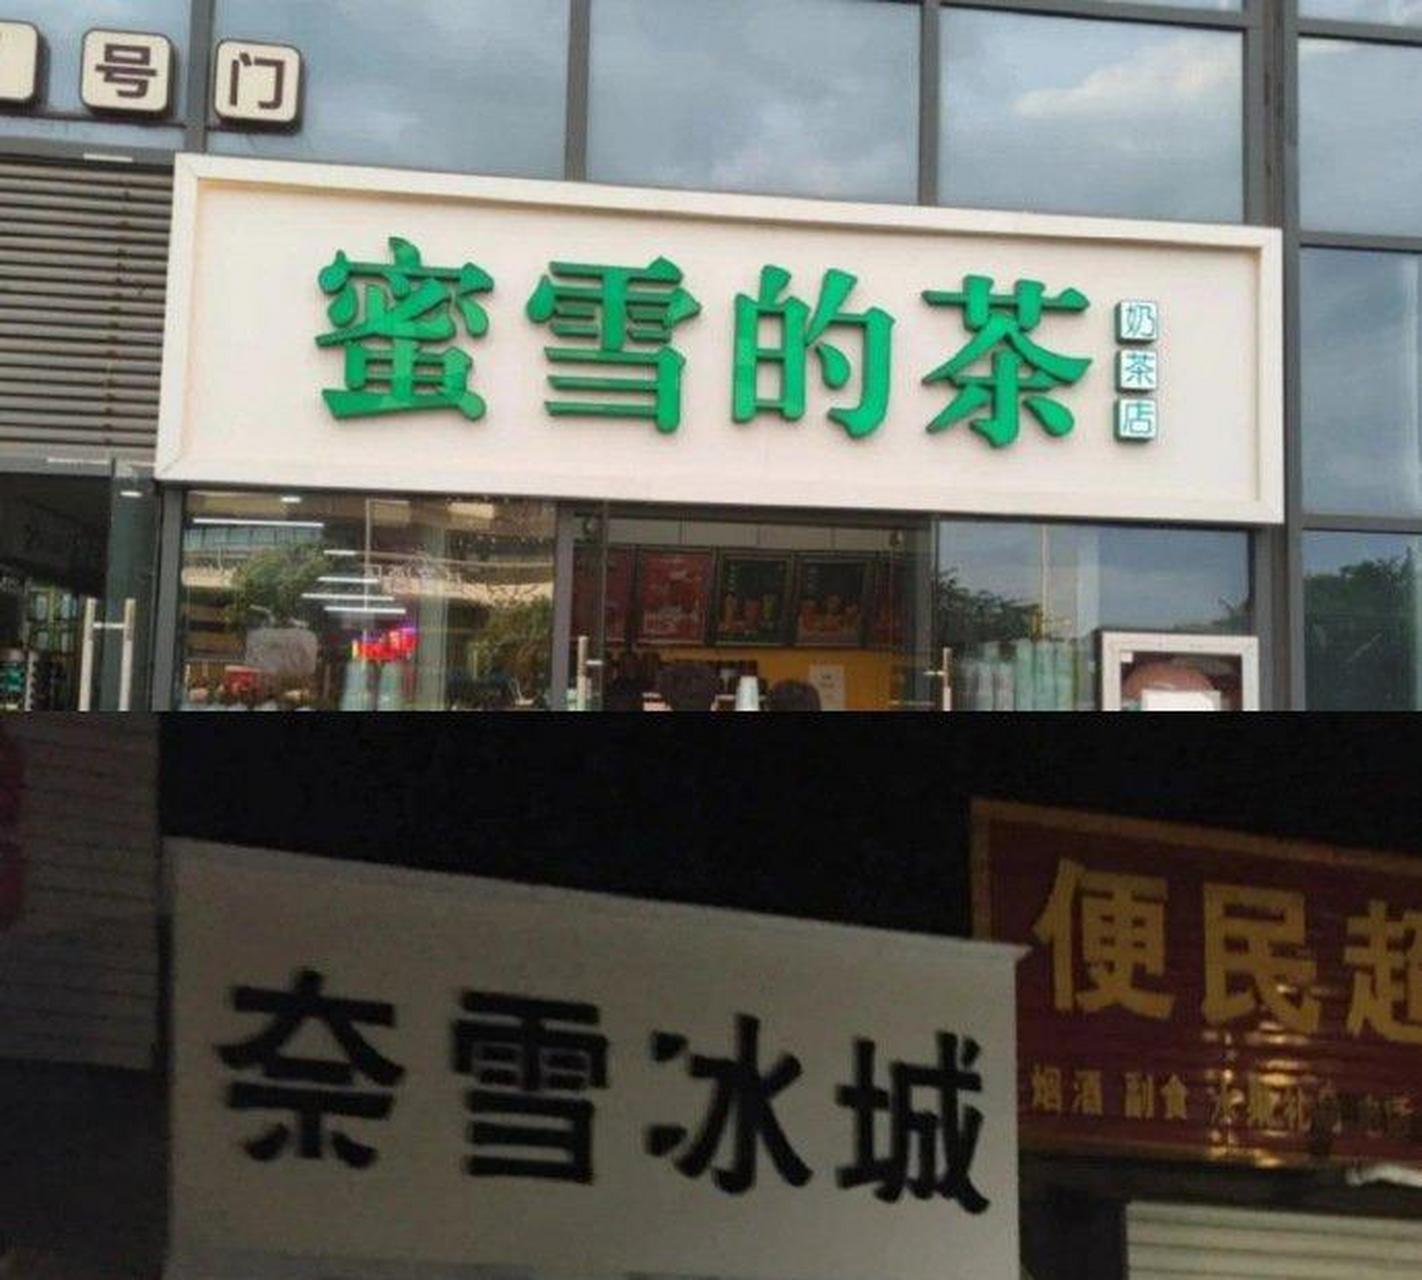 号门
蜜雪的茶
奶茶店
奈雪冰城
便民超
烟酒 副食